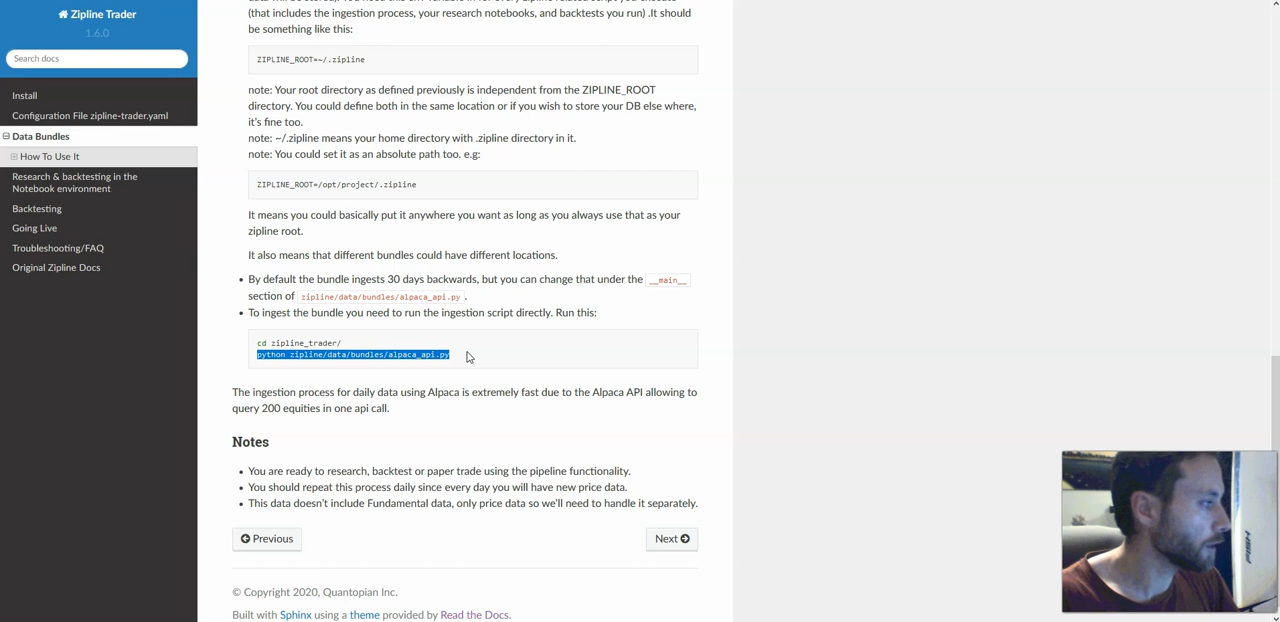 Zipline Trader
1.6.0
Search docs
Install
Configuration File zipline-trader.yaml
Data Bundles
How To Use It
Research & backtesting in the
Notebook environment
Backtesting
Going Live
Troubleshooting/FAQ
Original Zipline Docs
(that includes the ingestion process, your research notebooks, and backtests you run) .It should
be something like this:
ZIPLINE_ROOT=~/.zipline
note: Your root directory as defined previously is independent from the ZIPLINE_ROOT
directory. You could define both in the same location or if you wish to store your DB else where,
it's fine too.
note: ~/.zipline means your home directory with .zipline directory in it.
note: You could set it as an absolute path too. e.g:
ZIPLINE_ROOT=/opt/project/.zipline
It means you could basically put it anywhere you want as long as you always use that as your
zipline root.
It also means that different bundles could have different locations.
• By default the bundle ingests 30 days backwards, but you can change that under the __main__
section of zipline/data/bundles/alpaca_api.py .
• To ingest the bundle you need to run the ingestion script directly. Run this:
cd zipline_trader/
python zipline/data/bundles/alpaca_api.py
The ingestion process for daily data using Alpaca is extremely fast due to the Alpaca API allowing to
query 200 equities in one api call.
Notes
• You are ready to research, backtest or paper trade using the pipeline functionality.
• You should repeat this process daily since every day you will have new price data.
• This data doesn't include Fundamental data, only price data so we'll need to handle it separately.
Previous
Next
© Copyright 2020, Quantopian Inc.
Built with Sphinx using a theme provided by Read the Docs.